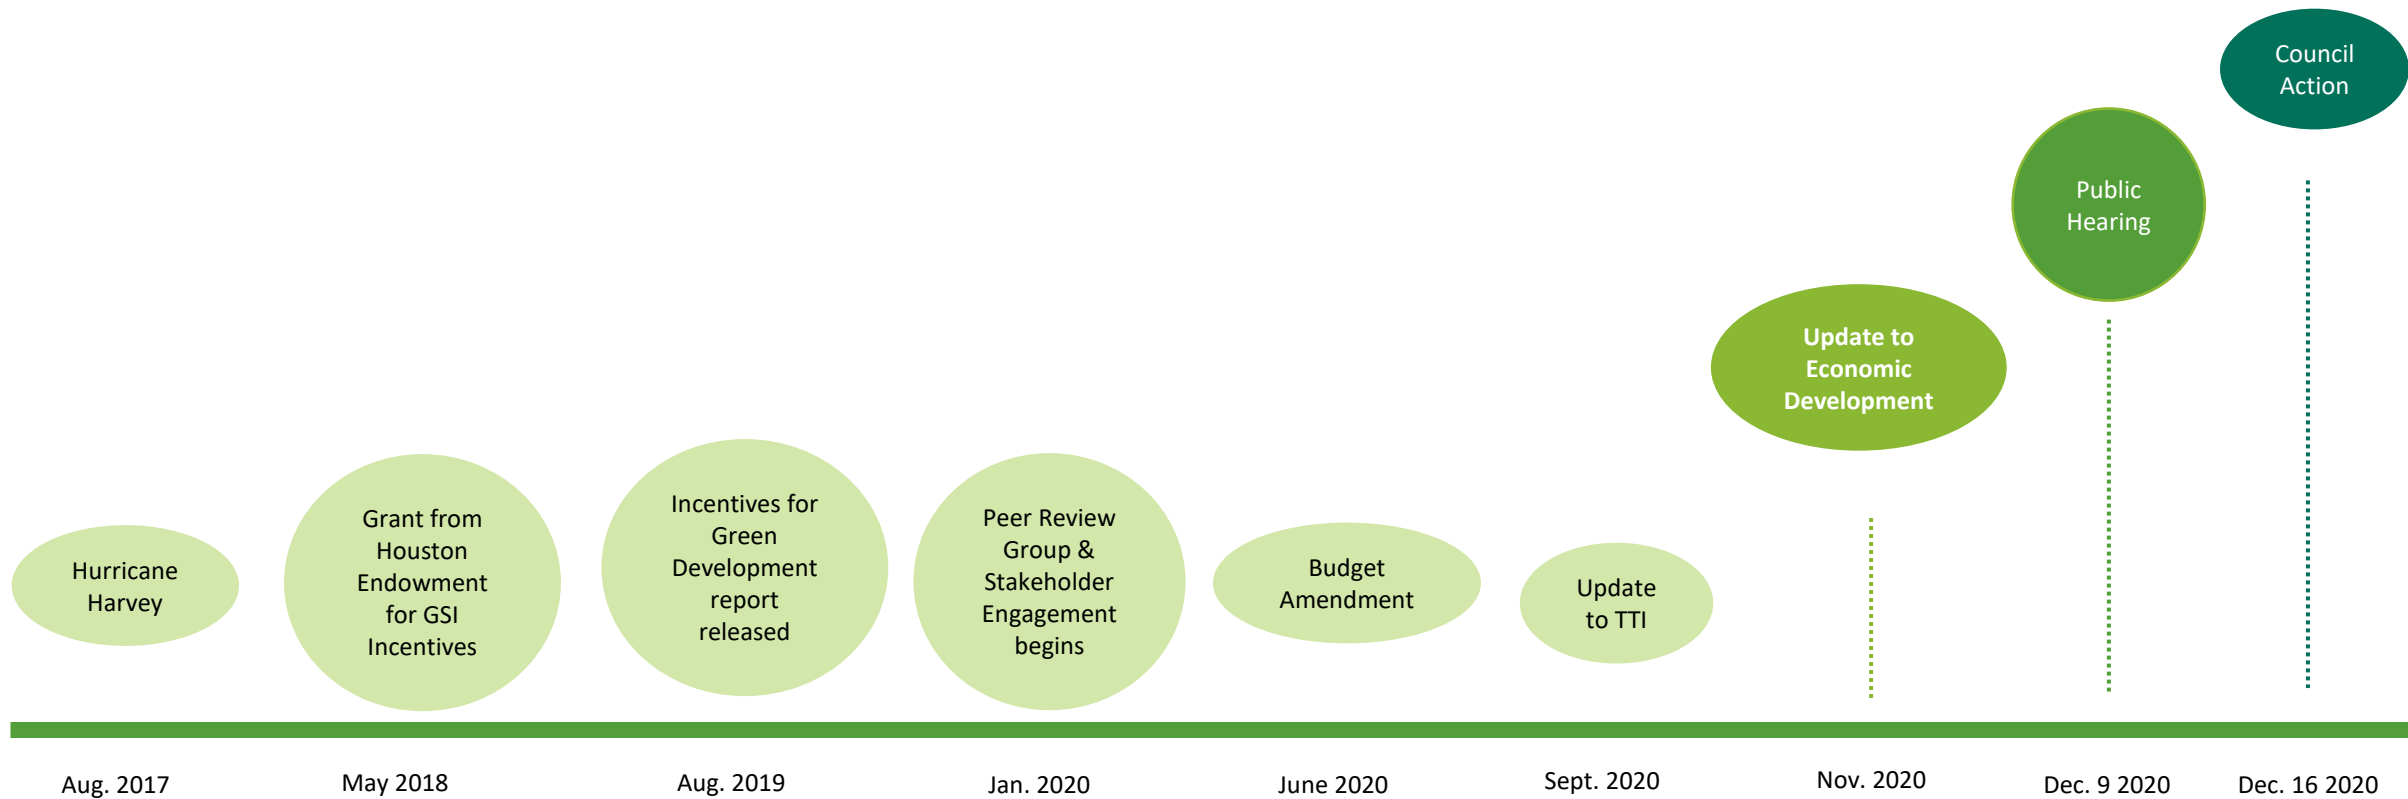 Hurricane
Harvey
Grant from
Houston
Endowment
for GSI
Incentives
Incentives for
Green
Development
report
released
Peer Review
Group &
Stakeholder
Engagement
begins
Budget
Amendment
Update
to TTI
Update to
Economic
Development
Public
Hearing
Council
Action
Aug. 2017
May 2018
Aug. 2019
Jan. 2020
June 2020
Sept. 2020
Nov. 2020
Dec. 9 2020
Dec. 16 2020